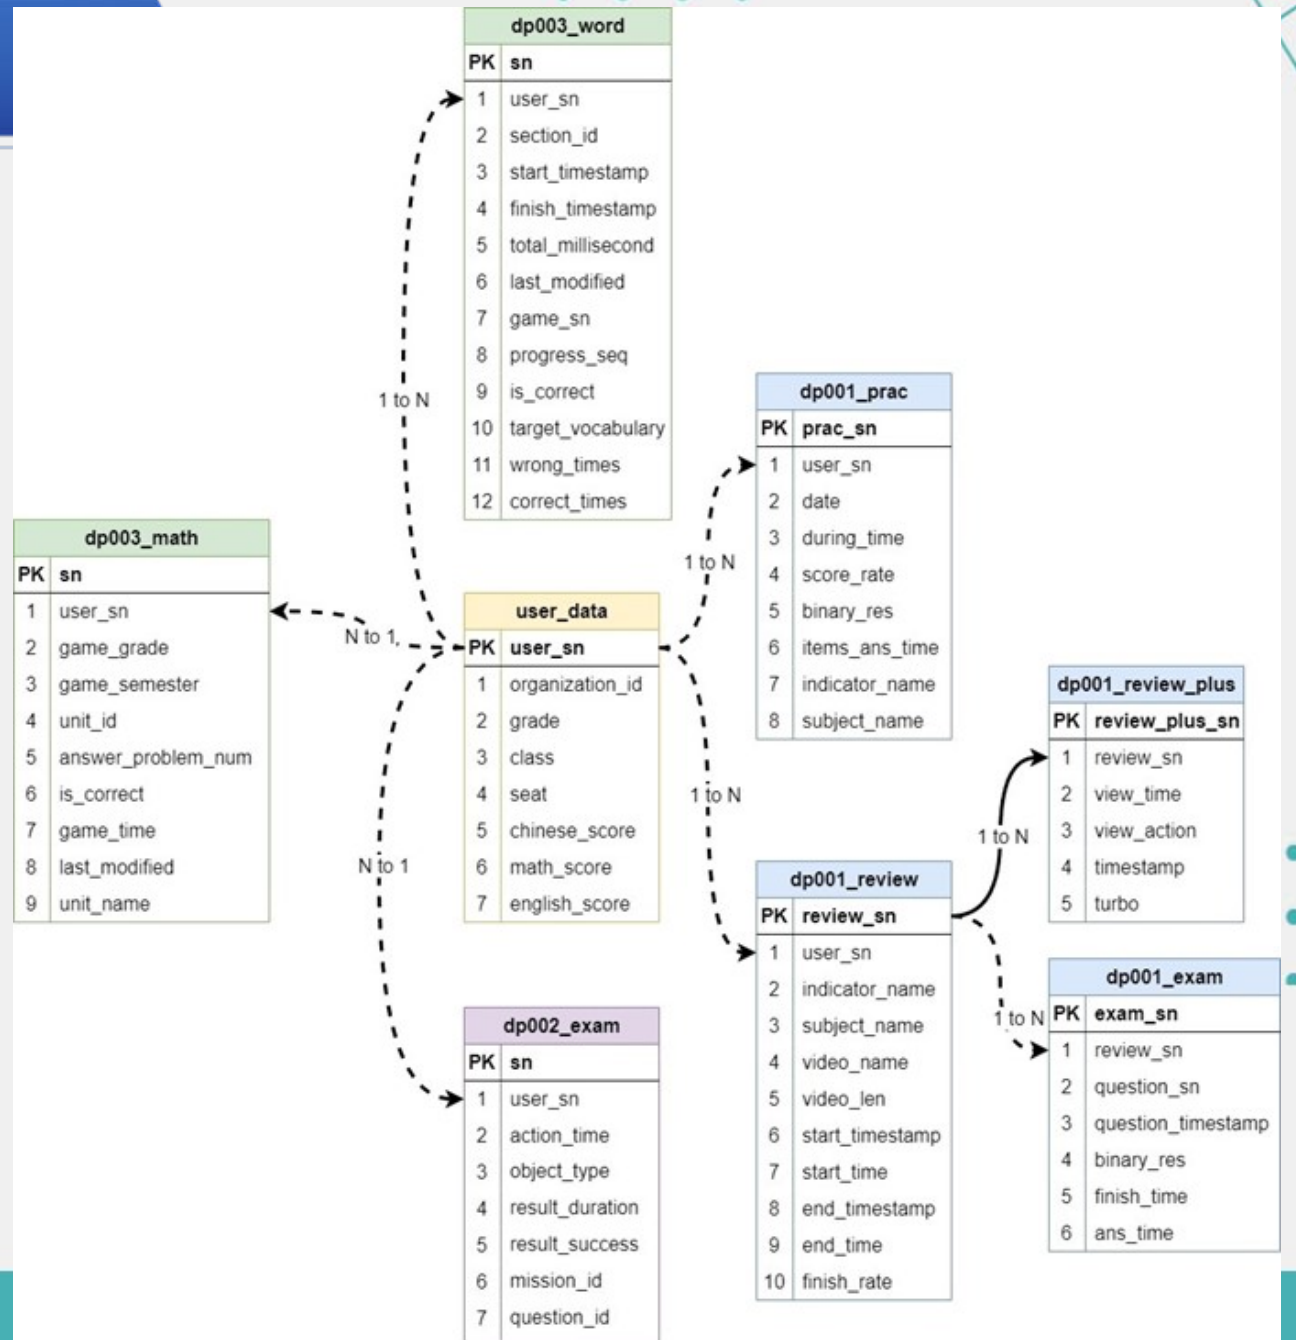 dp003_word
PK sn
1 user_sn
2 section_id
3 start_timestamp
4 finish_timestamp
5 total_millisecond
6 last_modified
7 game_sn
8 progress_seq
9 is_correct
10 target_vocabulary
11 wrong_times
12 correct_times
1 to N
dp003_math
PK sn
1 user_sn
2 game_grade
3 game_semester
4 unit_id
5 answer_problem_num
6 is_correct
7 game_time
8 last_modified
9 unit_name
N to 1
user_data
PK user_sn
1 organization_id
2 grade
3 class
4 seat
5 chinese_score
6 math_score
7 english_score
N to 1
dp002_exam
PK sn
1 user_sn
2 action_time
3 object_type
4 result_duration
5 result_success
6 mission_id
7 question_id
1 to N
dp001_prac
PK prac_sn
1 user_sn
2 date
3 during_time
4 score_rate
5 binary_res
6 items_ans_time
7 indicator_name
8 subject_name
1 to N
dp001_review
PK review_sn
1 user_sn
2 indicator_name
3 subject_name
4 video_name
5 video_len
6 start_timestamp
7 start_time
8 end_timestamp
9 end_time
10 finish_rate
1 to N
dp001_review_plus
PK review_plus_sn
1 review_sn
2 view_time
3 view_action
4 timestamp
5 turbo
1 to N
dp001_exam
PK exam_sn
1 review_sn
2 question_sn
3 question_timestamp
4 binary_res
5 finish_time
6 ans_time